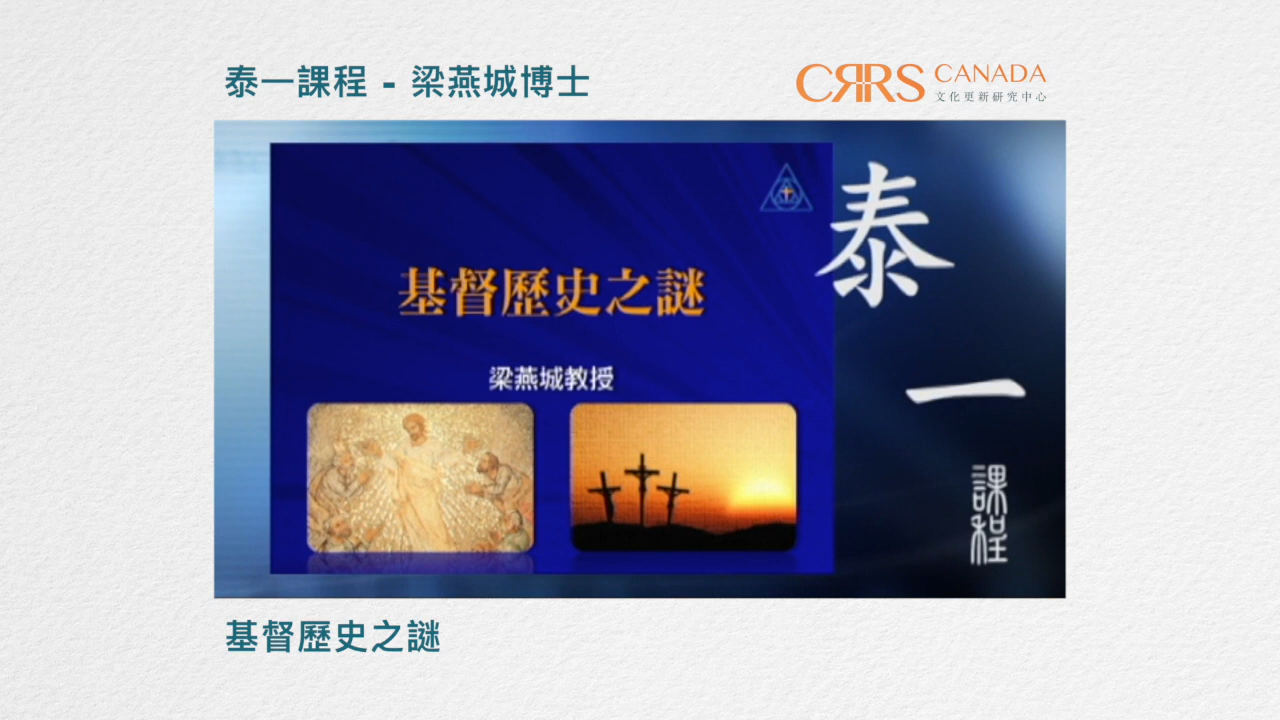 泰一課程 - 梁燕城博士
CRRS CANADA
文化更新研究中心
基督歷史之謎
梁燕城教授
泰一課程
基督歷史之謎